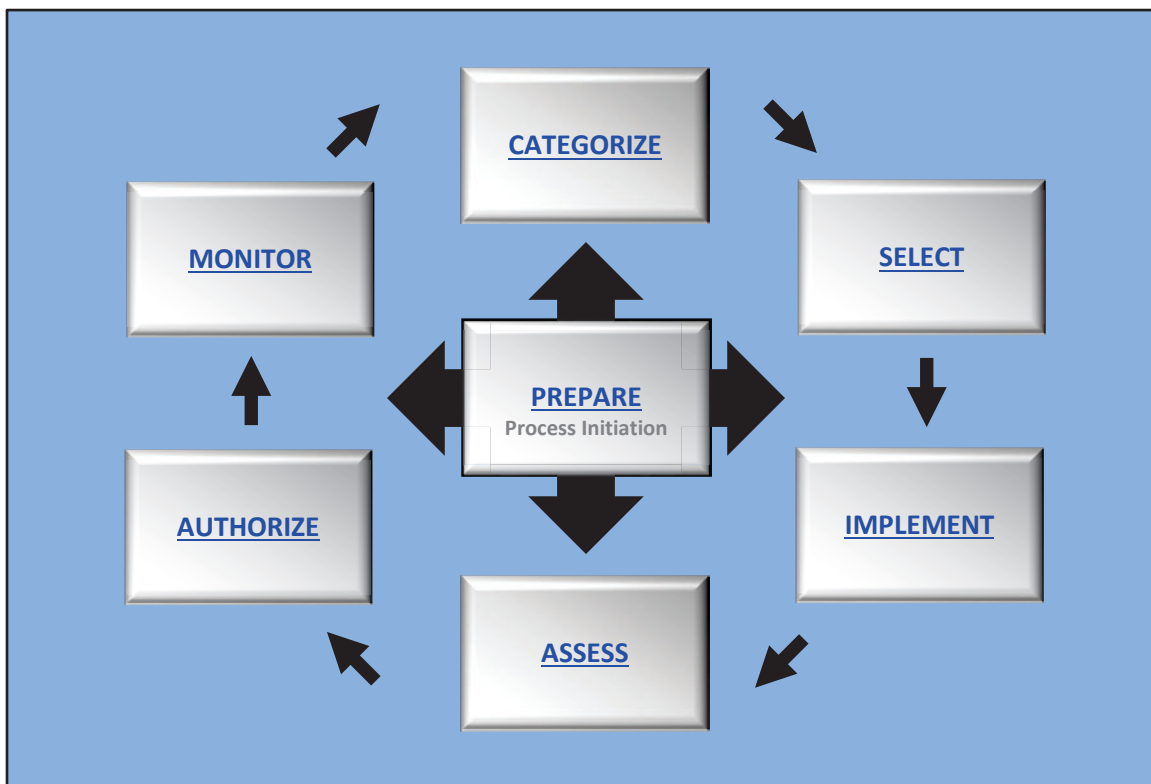 CATEGORIZE
MONITOR
SELECT
PREPARE
Process Initiation
AUTHORIZE
IMPLEMENT
ASSESS